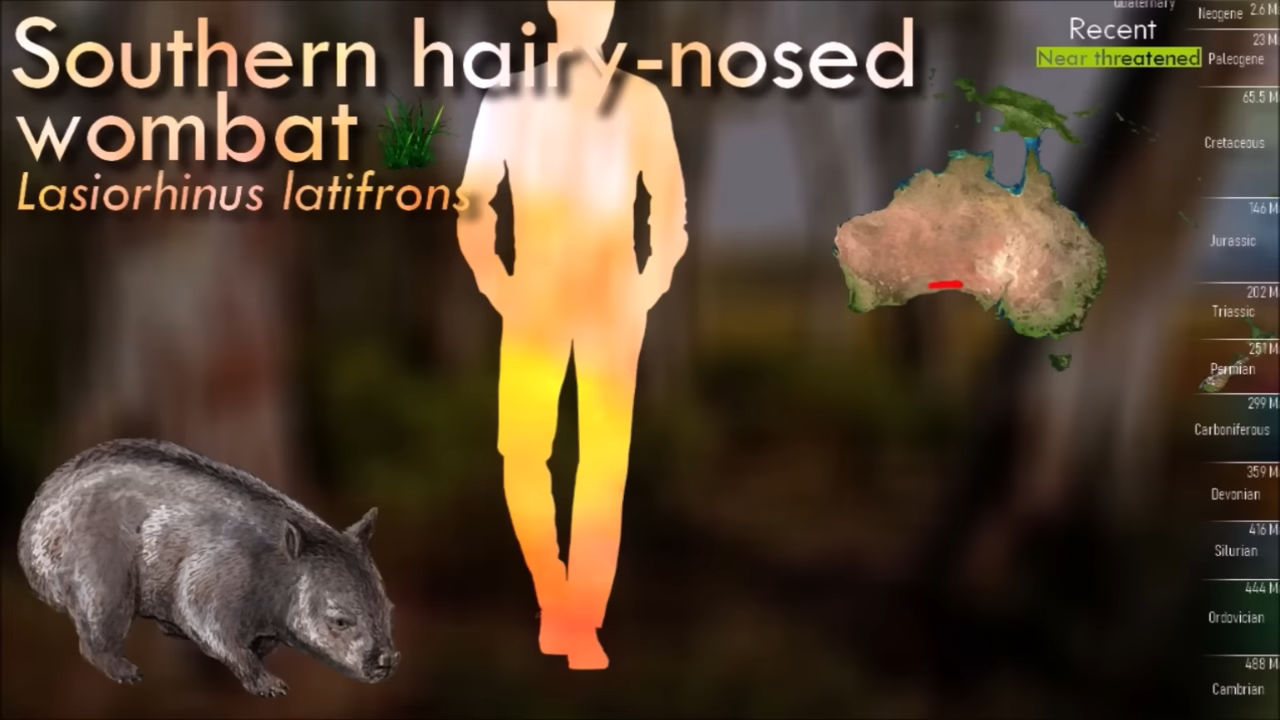 Southern hairy-nosed
wombat
Lasiorhinus latifrons
quaternary
Recent
Near threatened
Neogene 2.6 M
23 M
Paleogene
65.5 M
Cretaceous
146 M
Jurassic
202 M
Triassic
251 M
Permian
299 M
Carboniferous
359 M
Devonian
416 M
Silurian
444 M
Ordovician
488 M
Cambrian